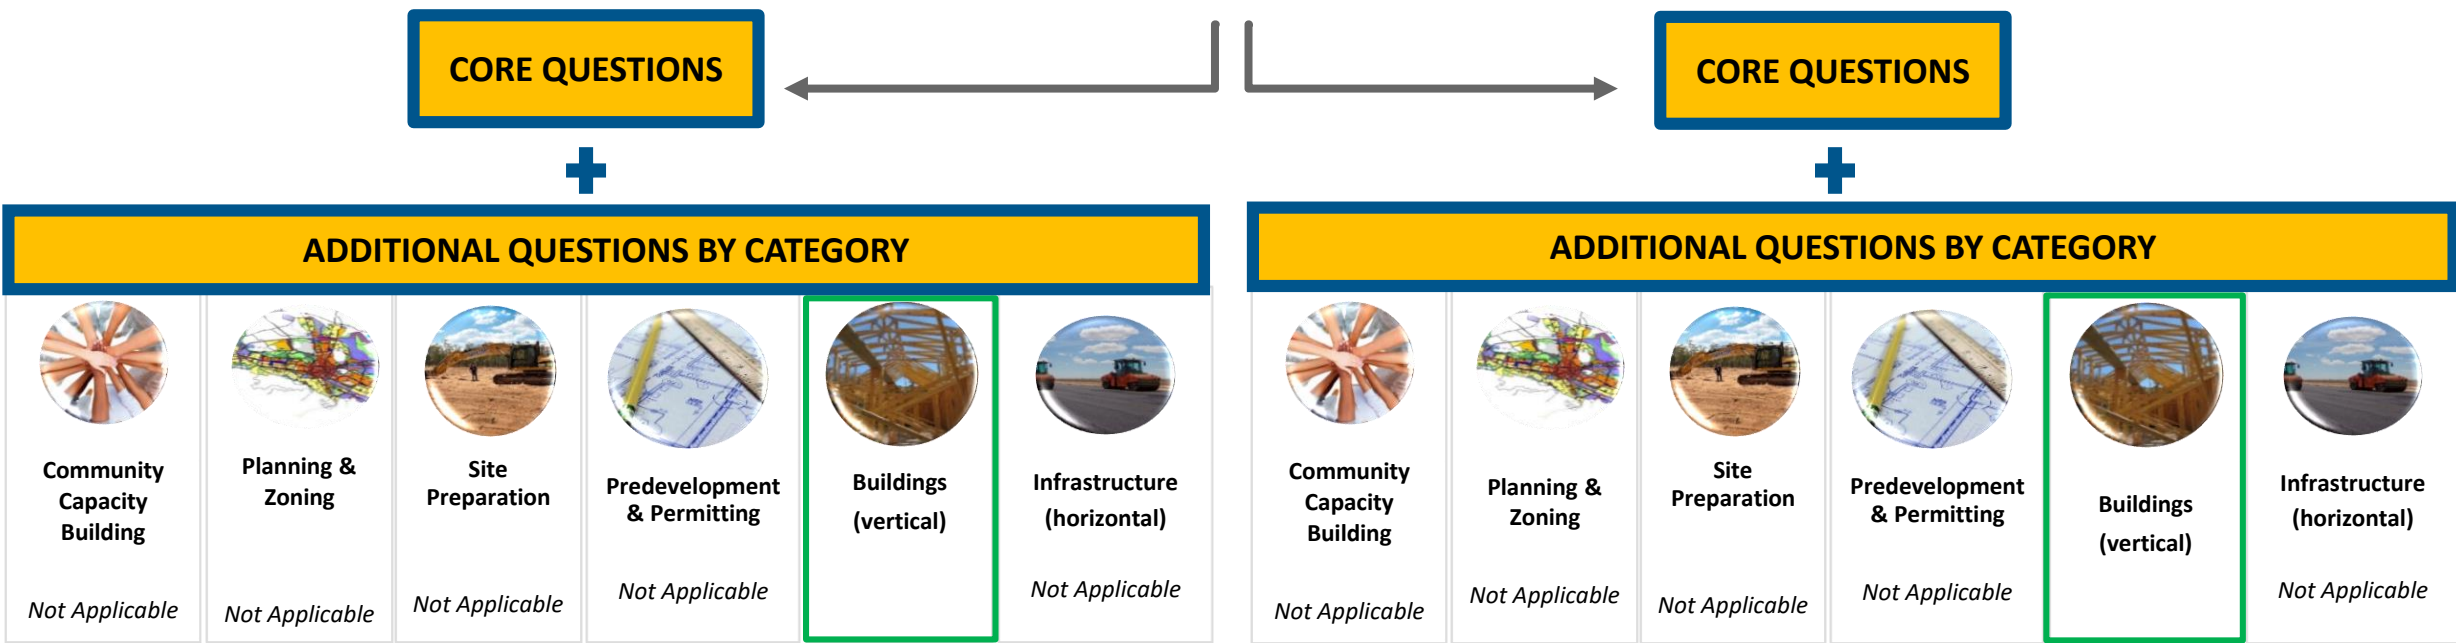 CORE QUESTIONS
ADDITIONAL QUESTIONS BY CATEGORY
Community
Capacity
Building
Not Applicable
Planning &
Zoning
Not Applicable
Site
Preparation
Not Applicable
Predevelopment
& Permitting
Not Applicable
Buildings
(vertical)
Infrastructure
(horizontal)
Not Applicable
CORE QUESTIONS
ADDITIONAL QUESTIONS BY CATEGORY
Community
Capacity
Building
Not Applicable
Planning &
Zoning
Not Applicable
Site
Preparation
Not Applicable
Predevelopment
& Permitting
Not Applicable
Buildings
(vertical)
Infrastructure
(horizontal)
Not Applicable